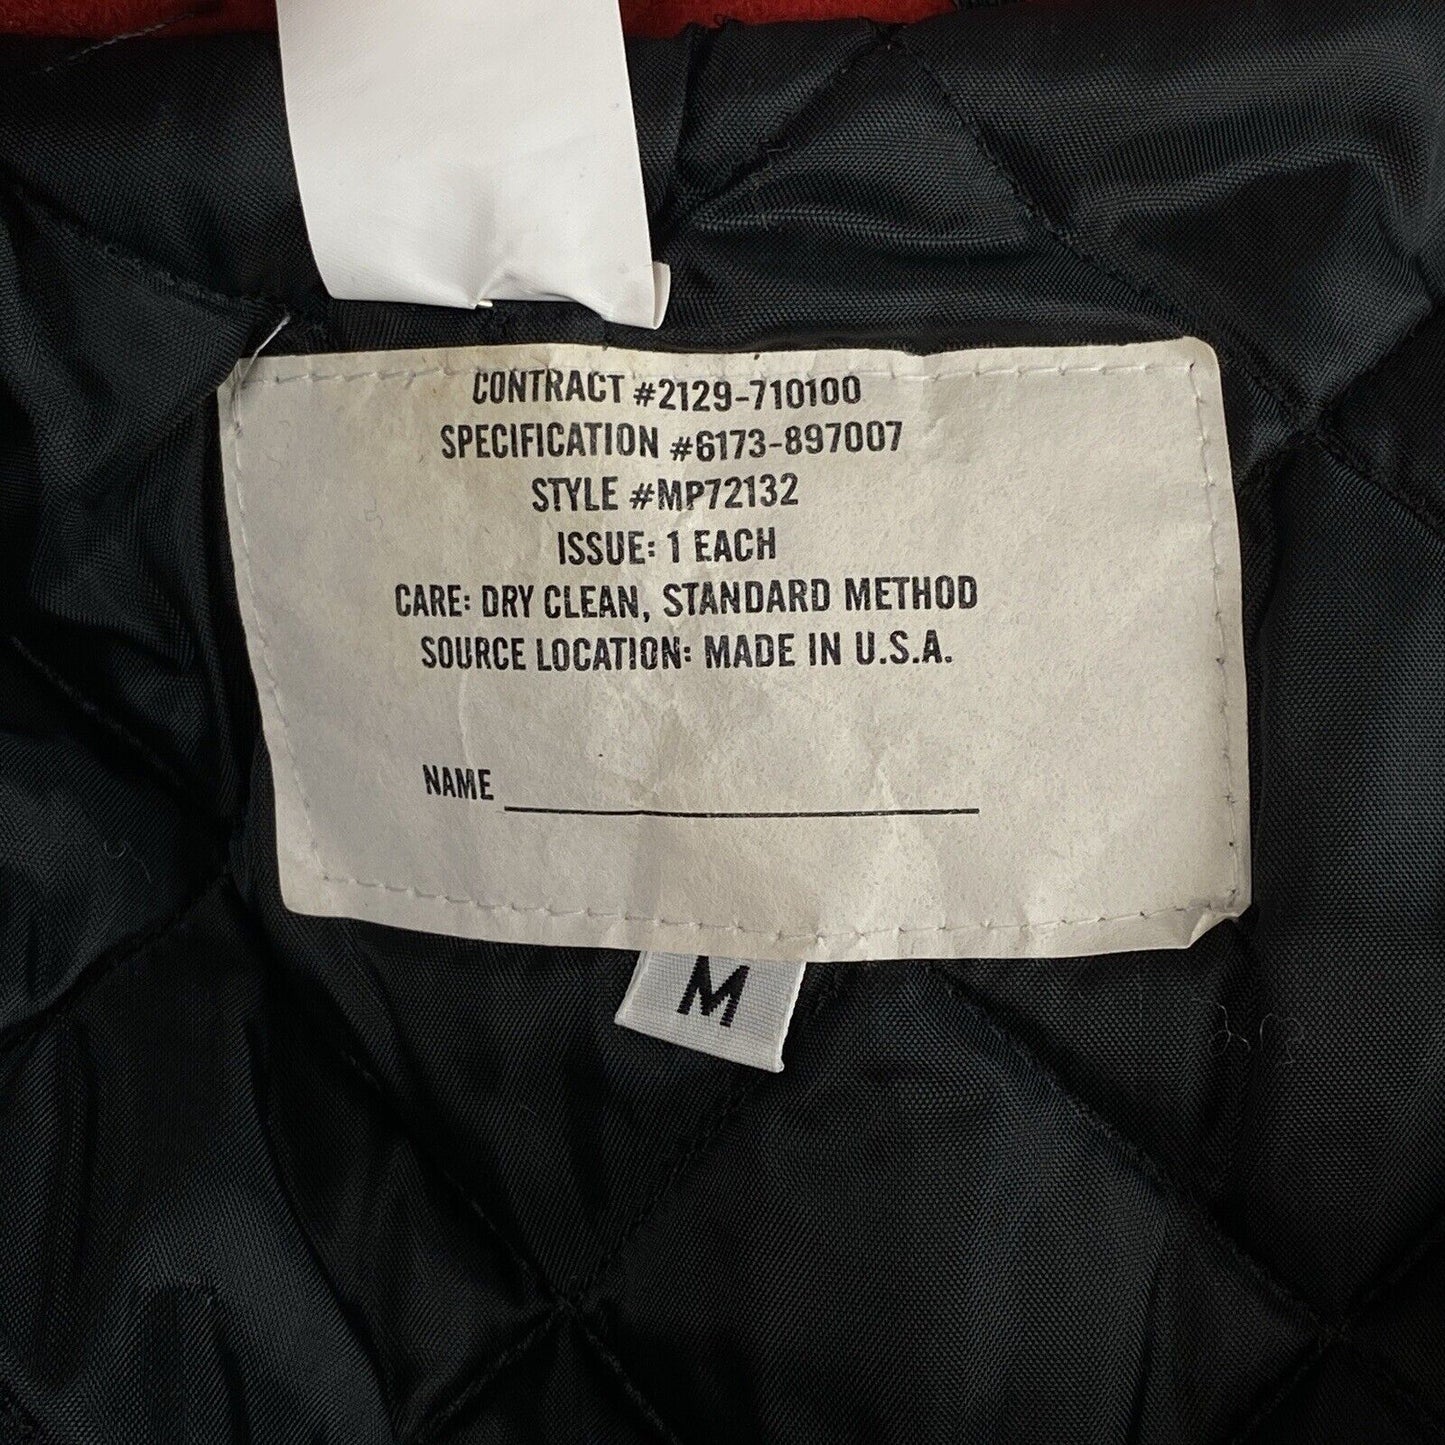 CONTRACT #2129-710100
SPECIFICATION #6173-897007
STYLE #MP72132
ISSUE: 1 EACH
CARE: DRY CLEAN, STANDARD METHOD
SOURCE LOCATION: MADE IN U.S.A.
NAME
M